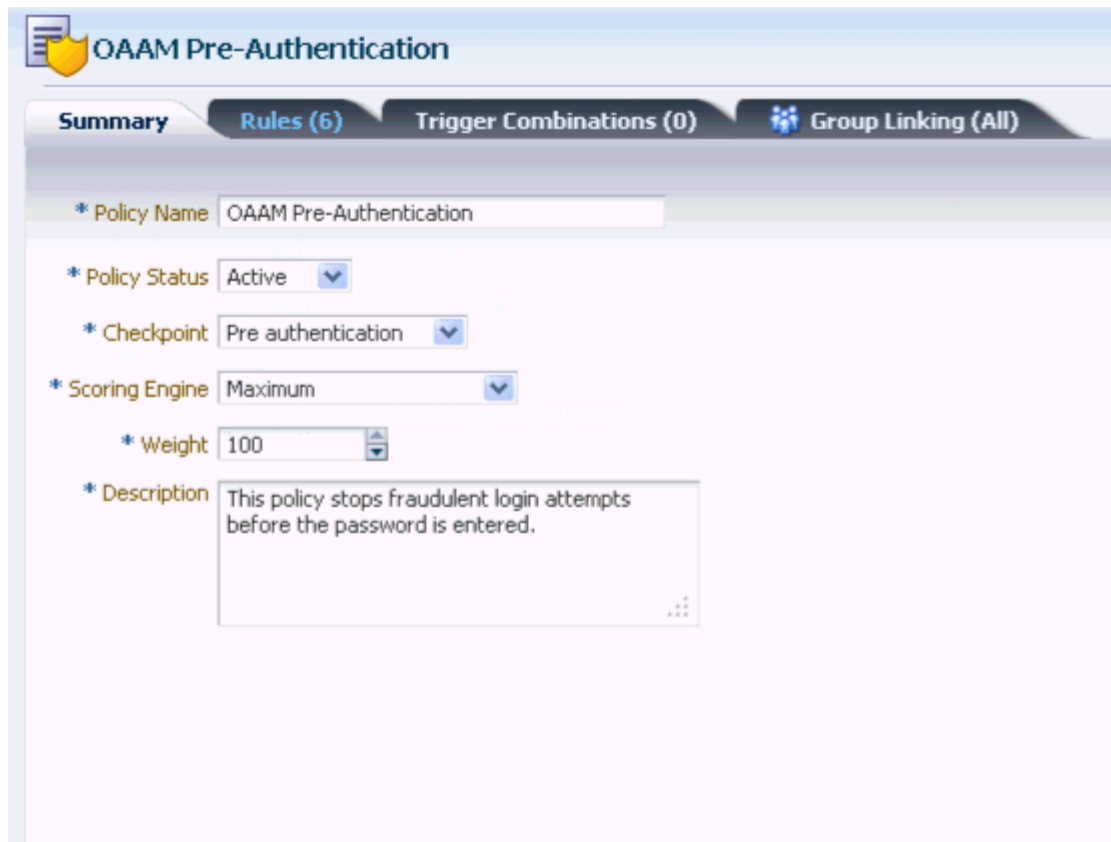 OAAM Pre-Authentication
Summary Rules (6) Trigger Combinations (0) Group Linking (All)
* Policy Name OAAM Pre-Authentication
* Policy Status Active
* Checkpoint Pre authentication
* Scoring Engine Maximum
* Weight 100
* Description This policy stops fraudulent login attempts
before the password is entered.